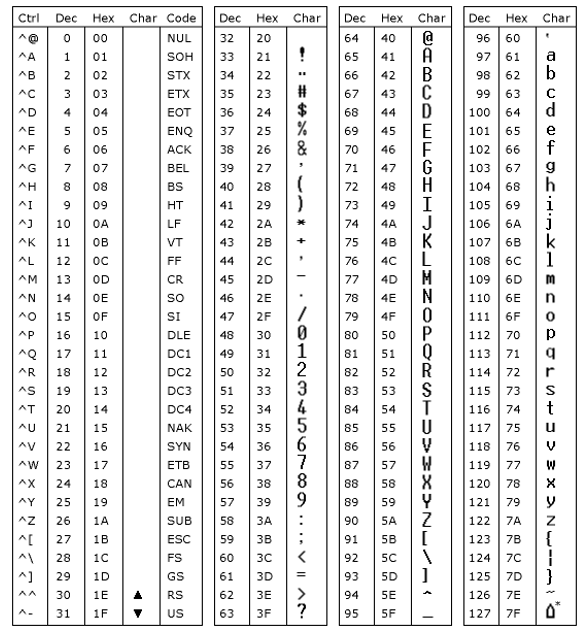 Ctrl Dec Hex Char Code Dec Hex Char Dec Hex Char Dec Hex Char
^@ 0 00 NUL 32 20 64 40 @ 96 60 `
^A 1 01 SOH 33 21 ! 65 41 A 97 61 a
^B 2 02 STX 34 22 " 66 42 B 98 62 b
^C 3 03 ETX 35 23 # 67 43 C 99 63 c
^D 4 04 EOT 36 24 $ 68 44 D 100 64 d
^E 5 05 ENQ 37 25 % 69 45 E 101 65 e
^F 6 06 ACK 38 26 & 70 46 F 102 66 f
^G 7 07 BEL 39 27 ' 71 47 G 103 67 g
^H 8 08 BS 40 28 ( 72 48 H 104 68 h
^I 9 09 HT 41 29 ) 73 49 I 105 69 i
^J 10 0A LF 42 2A * 74 4A J 106 6A j
^K 11 0B VT 43 2B + 75 4B K 107 6B k
^L 12 0C FF 44 2C , 76 4C L 108 6C l
^M 13 0D CR 45 2D - 77 4D M 109 6D m
^N 14 0E SO 46 2E . 78 4E N 110 6E n
^O 15 0F SI 47 2F / 79 4F O 111 6F o
^P 16 10 DLE 48 30 0 80 50 P 112 70 p
^Q 17 11 DC1 49 31 1 81 51 Q 113 71 q
^R 18 12 DC2 50 32 2 82 52 R 114 72 r
^S 19 13 DC3 51 33 3 83 53 S 115 73 s
^T 20 14 DC4 52 34 4 84 54 T 116 74 t
^U 21 15 NAK 53 35 5 85 55 U 117 75 u
^V 22 16 SYN 54 36 6 86 56 V 118 76 v
^W 23 17 ETB 55 37 7 87 57 W 119 77 w
^X 24 18 CAN 56 38 8 88 58 X 120 78 x
^Y 25 19 EM 57 39 9 89 59 Y 121 79 y
^Z 26 1A SUB 58 3A : 90 5A Z 122 7A z
^[ 27 1B ESC 59 3B ; 91 5B [ 123 7B {
^\ 28 1C FS 60 3C < 92 5C \ 124 7C ¦
^] 29 1D GS 61 3D = 93 5D ] 125 7D }
^^ 30 1E ▲ RS 62 3E > 94 5E ^ 126 7E ~
^- 31 1F ▼ US 63 3F ? 95 5F _ 127 7F ⌂*